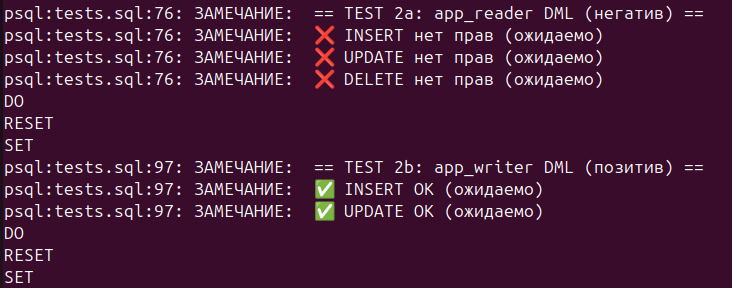 psql:tests.sql:76: ЗАМЕЧАНИЕ:  == TEST 2a: app_reader DML (негатив) ==
psql:tests.sql:76: ЗАМЕЧАНИЕ:  ❌ INSERT нет прав (ожидаемо)
psql:tests.sql:76: ЗАМЕЧАНИЕ:  ❌ UPDATE нет прав (ожидаемо)
psql:tests.sql:76: ЗАМЕЧАНИЕ:  ❌ DELETE нет прав (ожидаемо)
DO
RESET
SET
psql:tests.sql:97: ЗАМЕЧАНИЕ:  == TEST 2b: app_writer DML (позитив) ==
psql:tests.sql:97: ЗАМЕЧАНИЕ:  ✅ INSERT OK (ожидаемо)
psql:tests.sql:97: ЗАМЕЧАНИЕ:  ✅ UPDATE OK (ожидаемо)
DO
RESET
SET